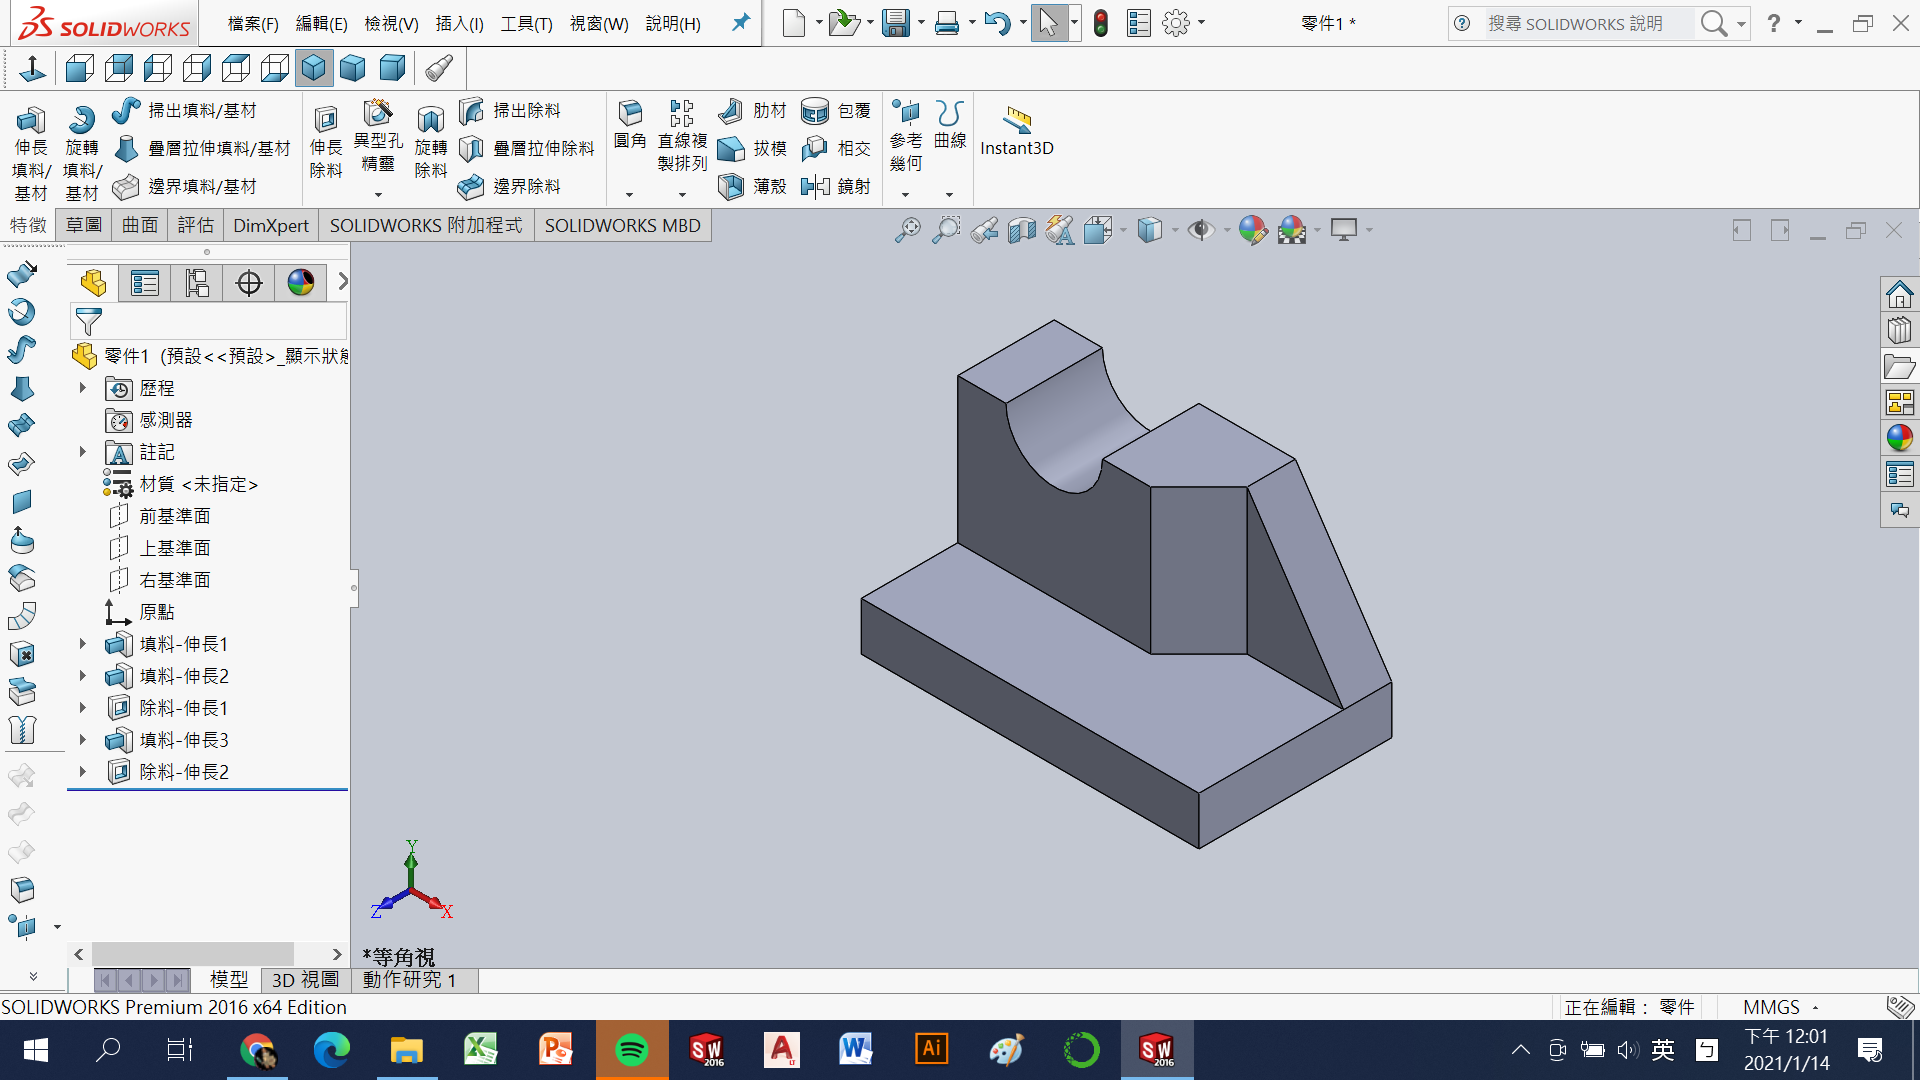 SOLIDWORKS 檔案(F) 編輯(E) 檢視(V) 插入(I) 工具(T) 視窗(W) 說明(H) 零件1 * 搜尋 SOLIDWORKS 說明 ?
伸長填料/基材
旋轉填料/基材
掃出填料/基材
疊層拉伸填料/基材
邊界填料/基材
伸長除料
異型孔精靈
旋轉除料
掃出除料
疊層拉伸除料
邊界除料
圓角
直線複製排列
肋材
拔模
薄殼
包覆
相交
鏡射
參考幾何
曲線
Instant3D
特徵 草圖 曲面 評估 DimXpert SOLIDWORKS 附加程式 SOLIDWORKS MBD
零件1 (預設<<預設>_顯示狀態
歷程
感測器
註記
材質 <未指定>
前基準面
上基準面
右基準面
原點
填料-伸長1
填料-伸長2
除料-伸長1
填料-伸長3
除料-伸長2
Y
Z X
*等角視
模型 3D 視圖 動作研究 1
SOLIDWORKS Premium 2016 x64 Edition 正在編輯： 零件 MMGS
SW 2016 A LT W Ai SW 2016 英 ㄅ
下午 12:01
2021/1/14